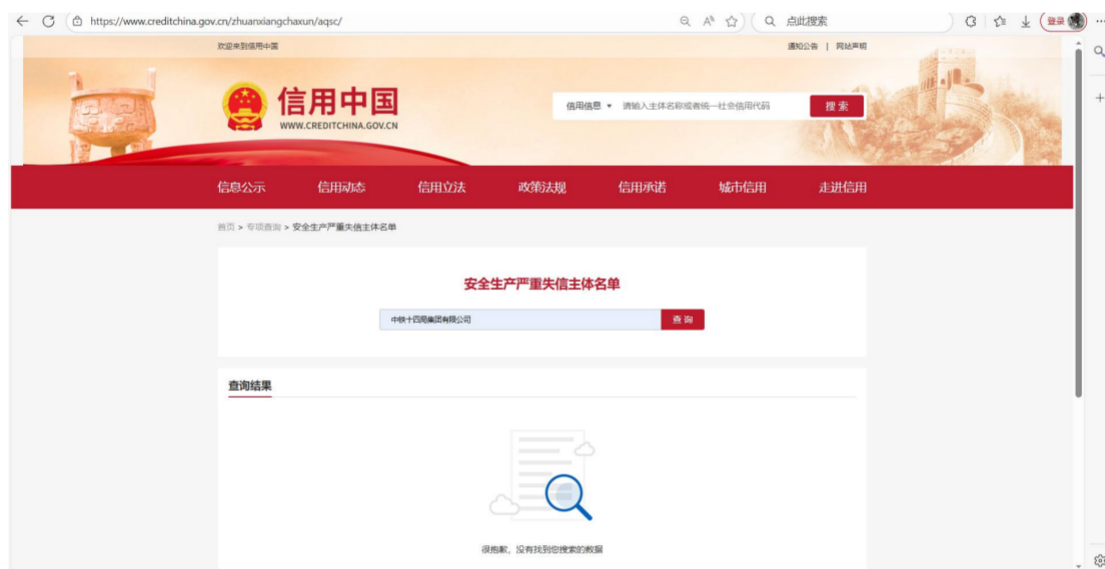 https://www.creditchina.gov.cn/zhuanxiangchaxun/aqsc/
点此搜索
登录
欢迎来到信用中国
通知公告 | 网站声明
信用中国
WWW.CREDITCHINA.GOV.CN
信用信息 请输入主体名称或者统一社会信用代码 搜索
信息公示 信用动态 信用立法 政策法规 信用承诺 城市信用 走进信用
首页 > 专项查询 > 安全生产严重失信主体名单
安全生产严重失信主体名单
中铁十四局集团有限公司 查询
查询结果
很抱歉，没有找到您搜索的数据